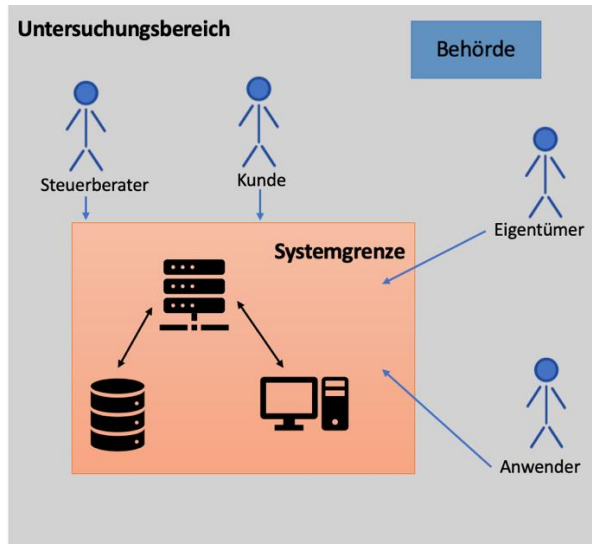 Untersuchungsbereich
Behörde
Steuerberater
Kunde
Eigentümer
Systemgrenze
Anwender